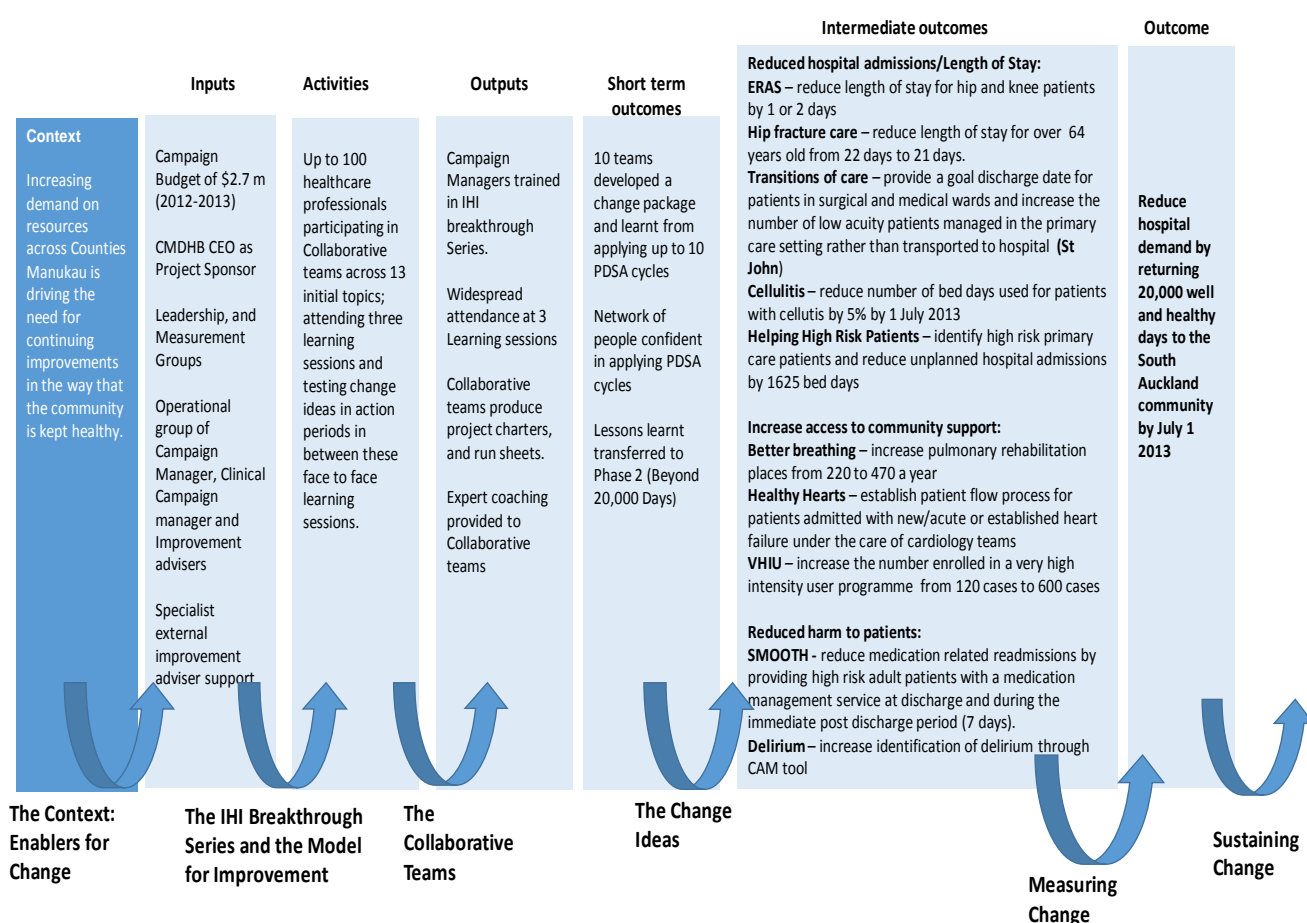 Context
Increasing
demand on
resources
across Counties
Manukau is
driving the
need for
continuing
improvements
in the way that
the community
is kept healthy.
Inputs
Campaign
Budget of $2.7 m
(2012-2013)
CMDHB CEO as
Project Sponsor
Leadership, and
Measurement
Groups
Operational
group of
Campaign
Manager, Clinical
Campaign
manager and
Improvement
advisers
Specialist
external
improvement
adviser support
Activities
Up to 100
healthcare
professionals
participating in
Collaborative
teams across 13
initial topics;
attending three
learning
sessions and
testing change
ideas in action
periods in
between these
face to face
learning
sessions.
Outputs
Campaign
Managers trained
in IHI
breakthrough
Series.
Widespread
attendance at 3
Learning sessions
Collaborative
teams produce
project charters,
and run sheets.
Expert coaching
provided to
Collaborative
teams
Short term
outcomes
10 teams
developed a
change package
and learnt from
applying up to 10
PDSA cycles
Network of
people confident
in applying PDSA
cycles
Lessons learnt
transferred to
Phase 2 (Beyond
20,000 Days)
Intermediate outcomes
Reduced hospital admissions/Length of Stay:
ERAS – reduce length of stay for hip and knee patients
by 1 or 2 days
Hip fracture care – reduce length of stay for over 64
years old from 22 days to 21 days.
Transitions of care – provide a goal discharge date for
patients in surgical and medical wards and increase the
number of low acuity patients managed in the primary
care setting rather than transported to hospital (St
John)
Cellulitis – reduce number of bed days used for patients
with cellutis by 5% by 1 July 2013
Helping High Risk Patients – identify high risk primary
care patients and reduce unplanned hospital admissions
by 1625 bed days
Increase access to community support:
Better breathing – increase pulmonary rehabilitation
places from 220 to 470 a year
Healthy Hearts – establish patient flow process for
patients admitted with new/acute or established heart
failure under the care of cardiology teams
VHIU – increase the number enrolled in a very high
intensity user programme from 120 cases to 600 cases
Reduced harm to patients:
SMOOTH - reduce medication related readmissions by
providing high risk adult patients with a medication
management service at discharge and during the
immediate post discharge period (7 days).
Delirium – increase identification of delirium through
CAM tool
Outcome
Reduce
hospital
demand by
returning
20,000 well
and healthy
days to the
South
Auckland
community
by July 1
2013
The Context:
Enablers for
Change
The IHI Breakthrough
Series and the Model
for Improvement
The
Collaborative
Teams
The Change
Ideas
Measuring
Change
Sustaining
Change